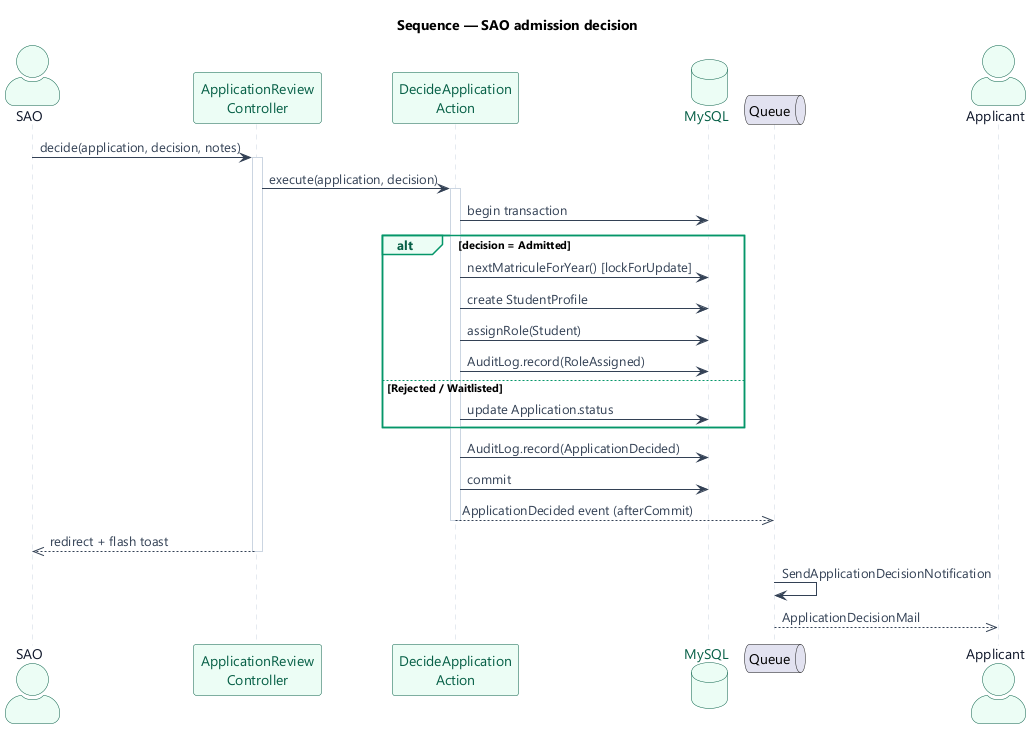 Sequence — SAO admission decision
SAO
ApplicationReview
Controller
DecideApplication
Action
MySQL
Queue
Applicant
decide(application, decision, notes)
execute(application, decision)
begin transaction
alt
[decision = Admitted]
nextMatriculeForYear() [lockForUpdate]
create StudentProfile
assignRole(Student)
AuditLog.record(RoleAssigned)
[Rejected / Waitlisted]
update Application.status
AuditLog.record(ApplicationDecided)
commit
ApplicationDecided event (afterCommit)
redirect + flash toast
SendApplicationDecisionNotification
ApplicationDecisionMail
SAO
ApplicationReview
Controller
DecideApplication
Action
MySQL
Queue
Applicant